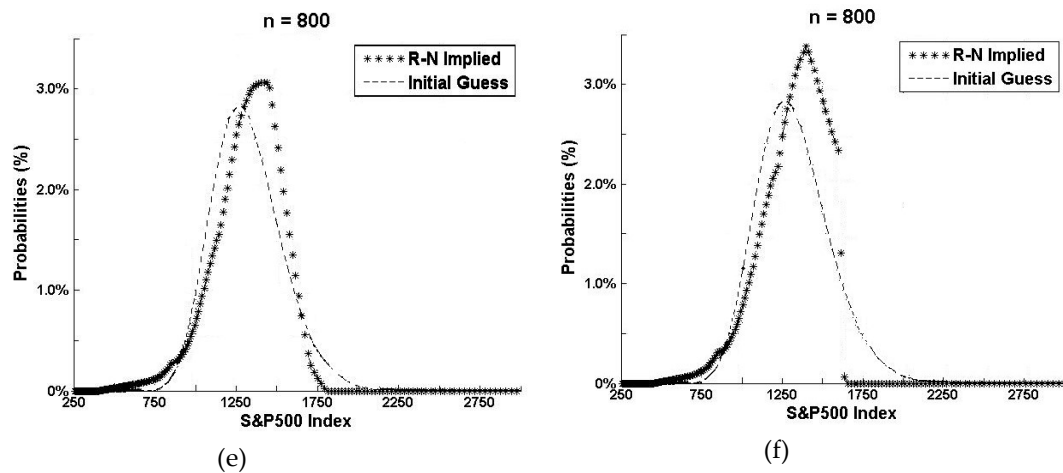 n = 800
**** R-N Implied
---- Initial Guess
3.0%
2.0%
1.0%
0%
Probabilities (%)
250 750 1250 1750 2250 2750
S&P500 Index
(e)
n = 800
**** R-N Implied
---- Initial Guess
3.0%
2.0%
1.0%
0%
Probabilities (%)
250 750 1250 1750 2250 2750
S&P500 Index
(f)